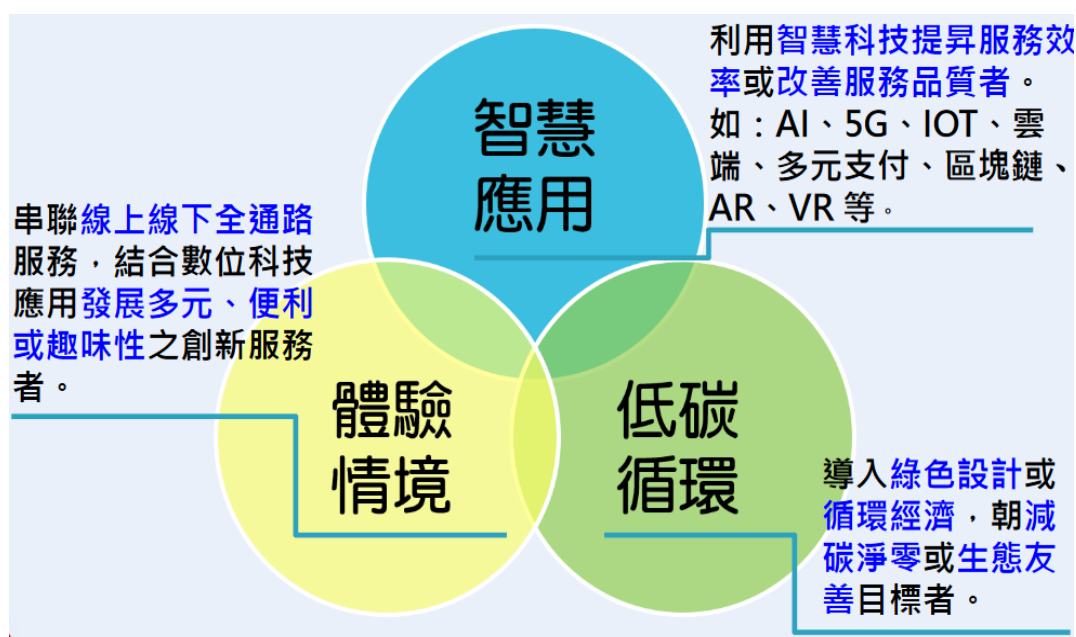 智慧
應用
利用智慧科技提昇服務效
率或改善服務品質者。
如：AI、5G、IOT、雲
端、多元支付、區塊鏈、
AR、VR 等。
串聯線上線下全通路
服務，結合數位科技
應用發展多元、便利
或趣味性之創新服務
者。
體驗
情境
低碳
循環
導入綠色設計或
循環經濟，朝減
碳淨零或生態友
善目標者。